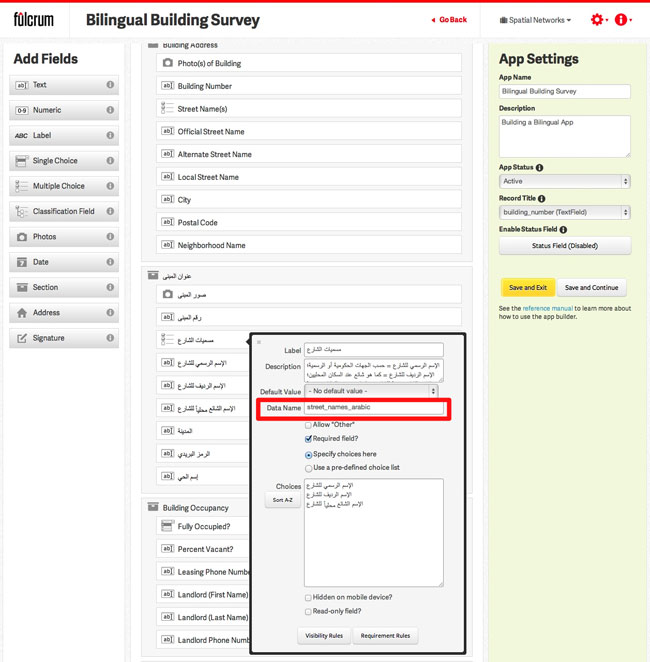 fülcrum
Bilingual Building Survey
Go Back
Spatial Networks
Add Fields
Text
Numeric
Label
Single Choice
Multiple Choice
Classification Field
Photos
Date
Section
Address
Signature
Building Address
Photo(s) of Building
Building Number
Street Name(s)
Official Street Name
Alternate Street Name
Local Street Name
City
Postal Code
Neighborhood Name
عنوان المبنى
صور المبنى
رقم المبنى
مسميات الشارع
الإسم الرسمي للشارع
الإسم الرديف للشارع
الإسم الشائع محلياً للشارع
المدينة
الرمز البريدي
إسم الحي
Building Occupancy
Fully Occupied?
Percent Vacant?
Leasing Phone Numbe
Landlord (First Name)
Landlord (Last Name)
Landlord Phone Numb
Label
مسميات الشارع
Description
الإسم الرسمي للشارع = حسب الجهات الحكومية أو الرسمية؛
الإسم الرديف للشارع = كما هو شائع عند السكان المحليين؛
Default Value
- No default value -
Data Name
street_names_arabic
Allow "Other"
Required field?
Specify choices here
Use a pre-defined choice list
Choices
Sort A-Z
الإسم الرسمي للشارع
الإسم الرديف للشارع
الإسم الشائع محلياً للشارع
Hidden on mobile device?
Read-only field?
Visibility Rules
Requirement Rules
App Settings
App Name
Bilingual Building Survey
Description
Building a Bilingual App
App Status
Active
Record Title
building_number (TextField)
Enable Status Field
Status Field (Disabled)
Save and Exit
Save and Continue
See the reference manual to learn more about
how to use the app builder.